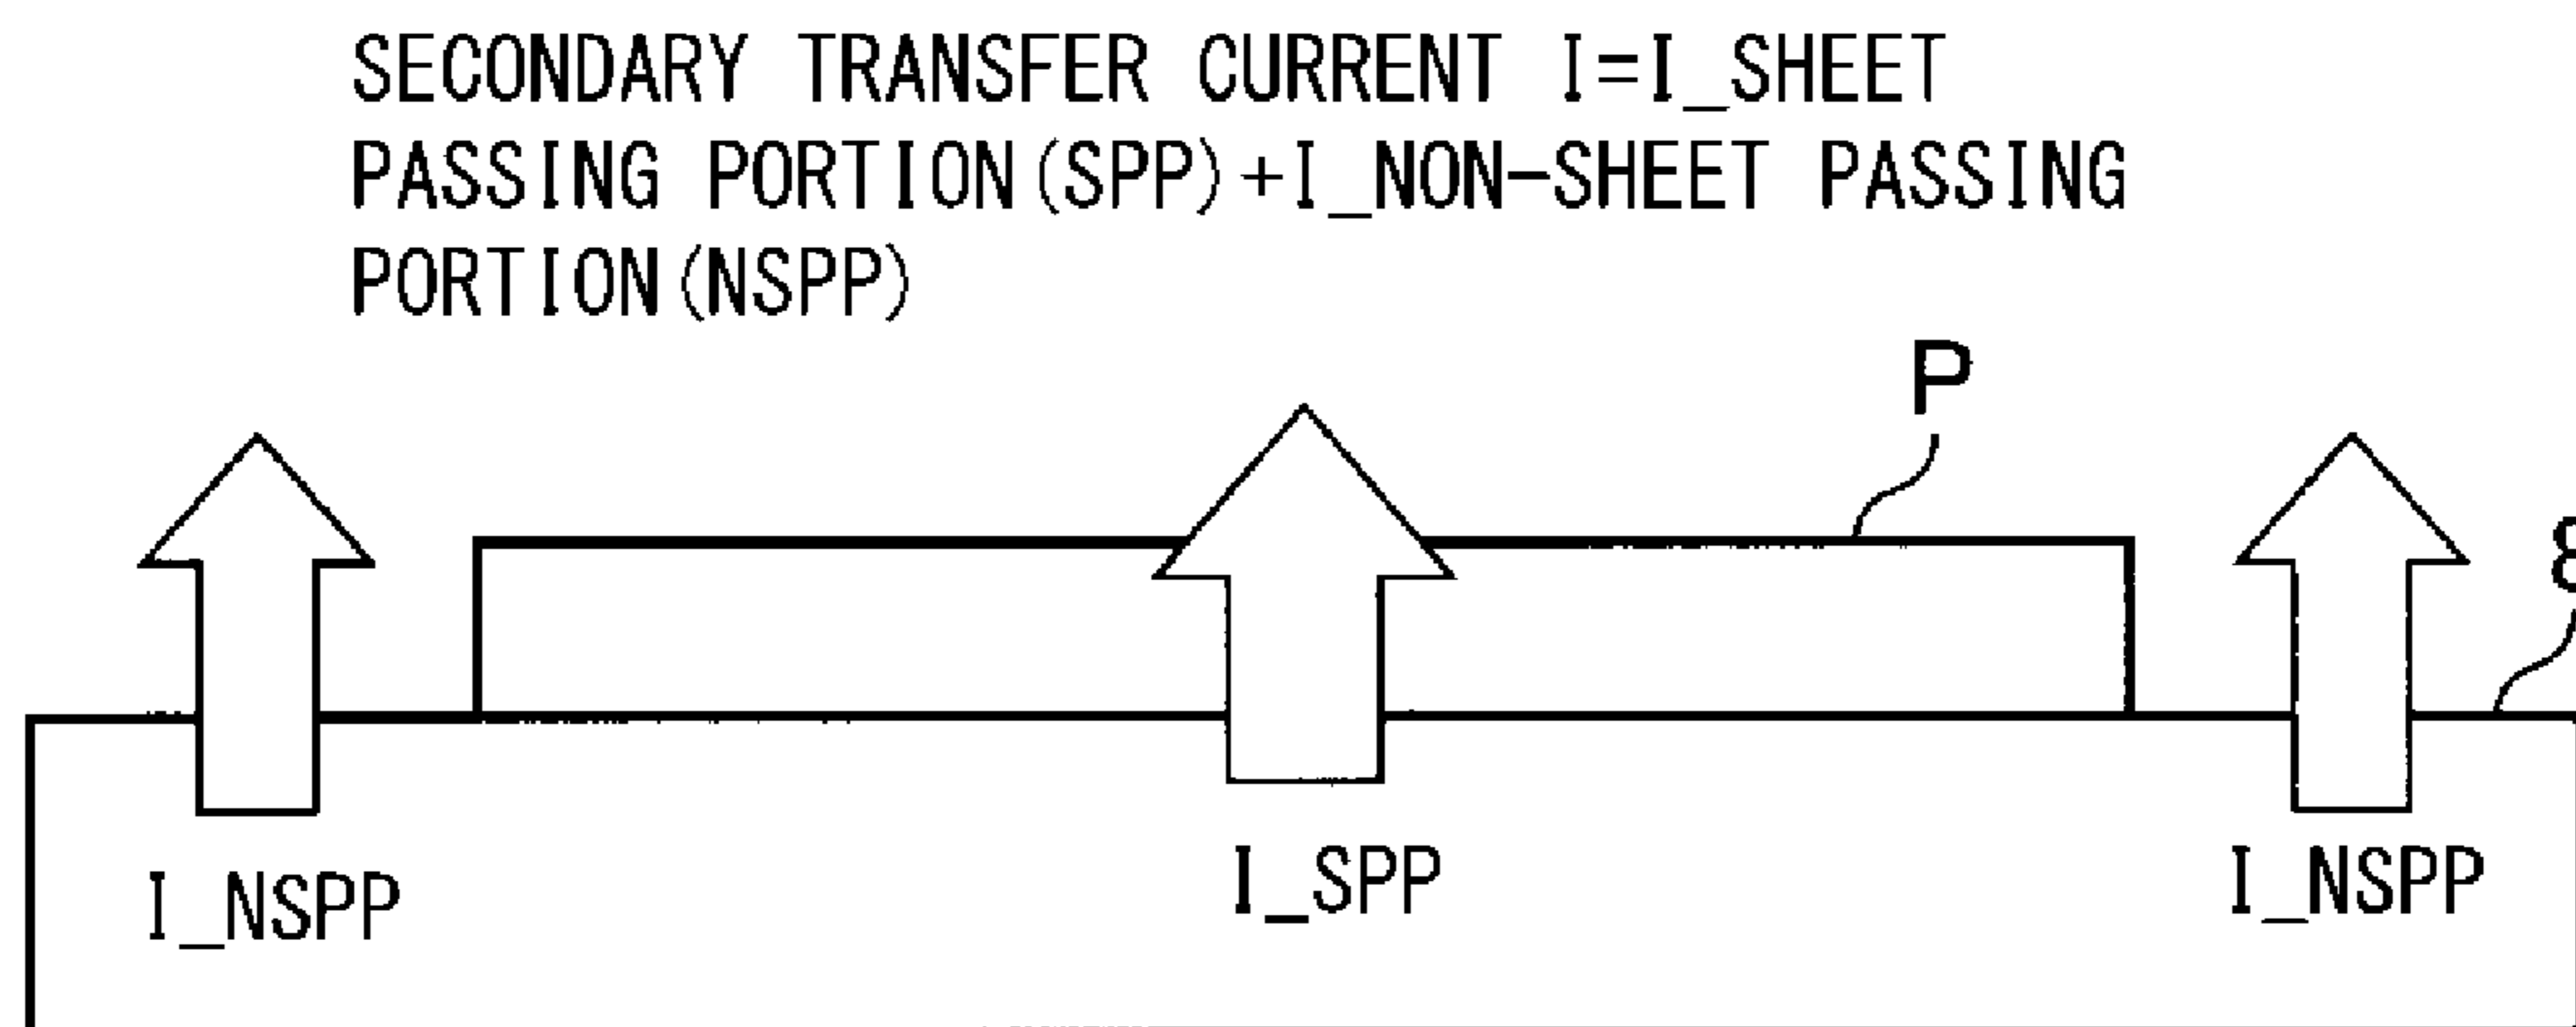 SECONDARY TRANSFER CURRENT I=I_SHEET
PASSING PORTION(SPP)+I_NON-SHEET PASSING
PORTION(NSPP)
P
I_NSPP
I_SPP
I_NSPP